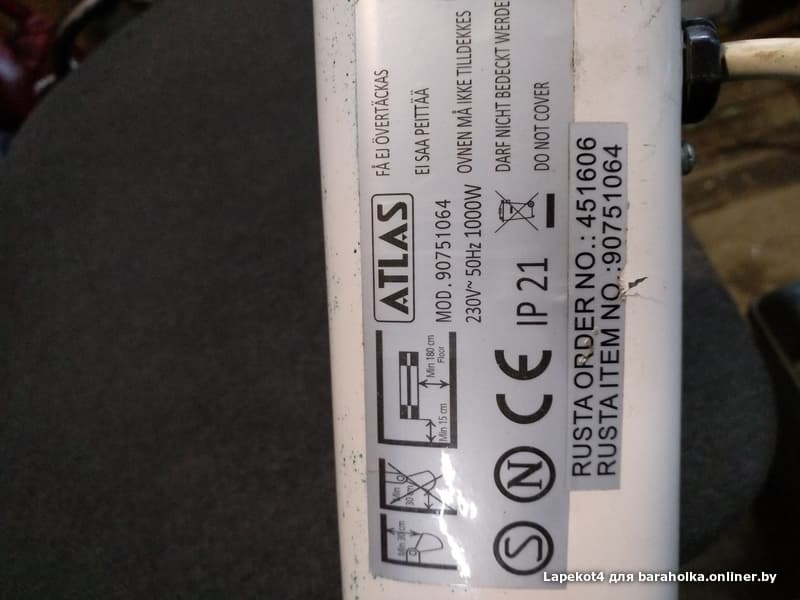 FÅ EJ ÖVERTÄCKAS
EI SAA PEITTÄÄ
OVNEN MÅ IKKE TILLDEKKES
DARF NICHT BEDECKT WERDE
DO NOT COVER
ATLAS
MOD. 90751064
230V~ 50Hz 1000W
IP 21
Min 180 cm
Floor
Min 15 cm
Min
30 cm
Min 30 cm
CE
N
S
RUSTA ORDER NO.: 451606
RUSTA ITEM NO.:90751064
Lapekot4 для baraholka.onliner.by